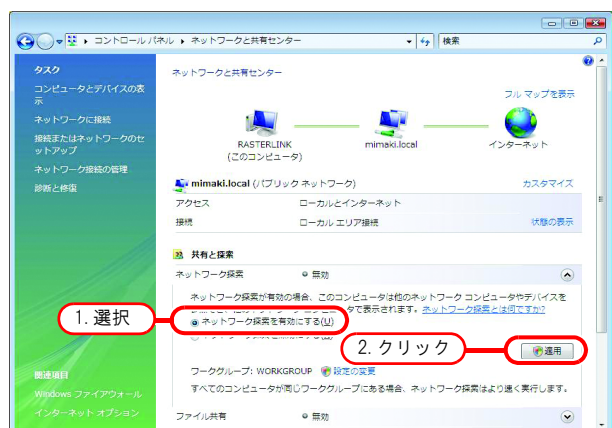 コントロール パネル ▸ ネットワークと共有センター
検索
タスク
コンピュータとデバイスの表示
ネットワークに接続
接続またはネットワークのセットアップ
ネットワーク接続の管理
診断と修復
関連項目
Windows ファイアウォール
インターネット オプション
ネットワークと共有センター
フル マップを表示
RASTERLINK
(このコンピュータ)
mimaki.local
インターネット
mimaki.local (パブリック ネットワーク)
カスタマイズ
アクセス
ローカルとインターネット
接続
ローカル エリア接続
状態の表示
共有と探索
ネットワーク探索
無効
ネットワーク探索が有効の場合、このコンピュータは他のネットワーク コンピュータやデバイスを
で表示されます。ネットワーク探索とは何ですか?
1. 選択
ネットワーク探索を有効にする(U)
2. クリック
適用
ワークグループ: WORKGROUP
設定の変更
すべてのコンピュータが同じワークグループにある場合、ネットワーク探索はより速く実行します。
ファイル共有
無効